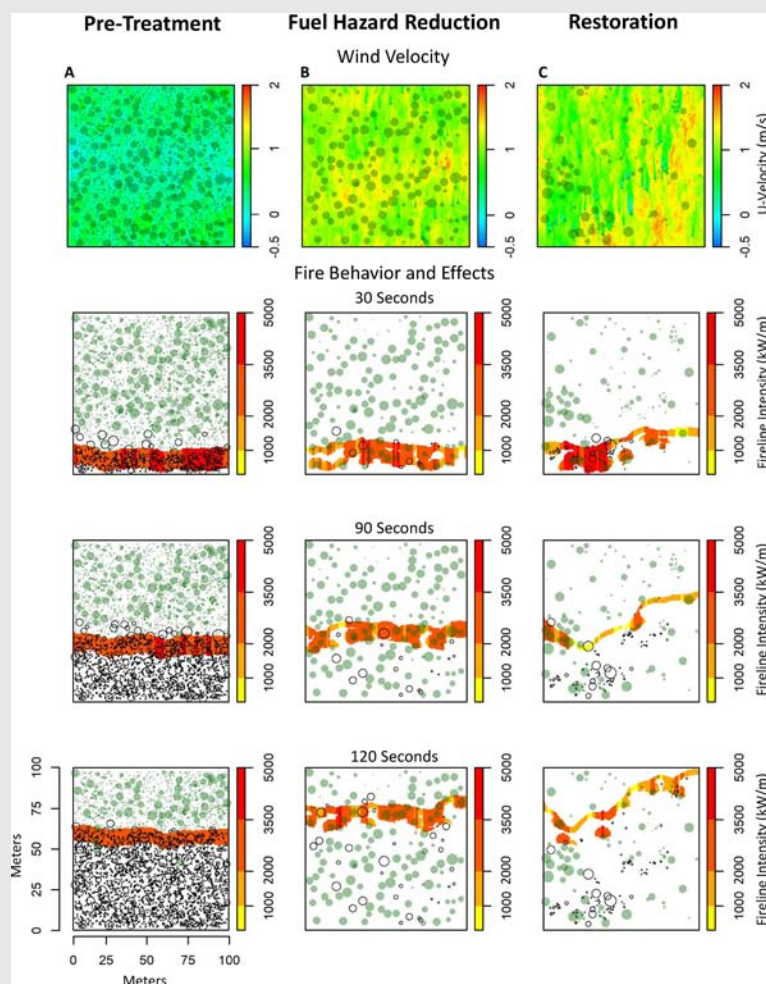 Pre-Treatment Fuel Hazard Reduction Restoration
Wind Velocity
A B C
2 2 2
1 1 1
0 0 0
-0.5 -0.5 -0.5
U-Velocity (m/s)
Fire Behavior and Effects
30 Seconds
5000 5000 5000
3500 3500 3500
2000 2000 2000
1000 1000 1000
Fireline Intensity (kW/m)
90 Seconds
5000 5000 5000
3500 3500 3500
2000 2000 2000
1000 1000 1000
Fireline Intensity (kW/m)
120 Seconds
100
75
50
25
0
Meters
5000 5000 5000
3500 3500 3500
2000 2000 2000
1000 1000 1000
Fireline Intensity (kW/m)
0 25 50 75 100
Meters